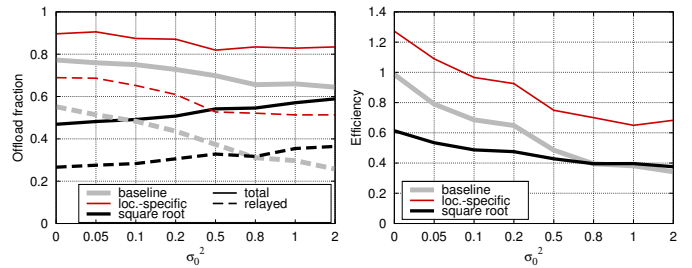 Offload fraction
1
0.8
0.6
0.4
0.2
0
baseline
loc.-specific
square root
total
relayed
0 0.05 0.1 0.2 0.5 0.8 1 2
σ₀²
Efficiency
1.4
1.2
1
0.8
0.6
0.4
0.2
0
baseline
loc.-specific
square root
0 0.05 0.1 0.2 0.5 0.8 1 2
σ₀²